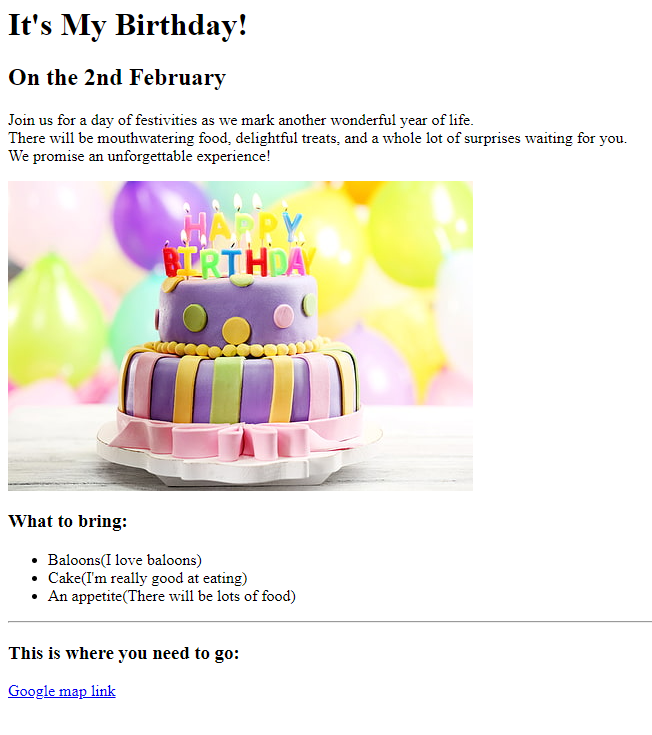 It's My Birthday!
On the 2nd February
Join us for a day of festivities as we mark another wonderful year of life.
There will be mouthwatering food, delightful treats, and a whole lot of surprises waiting for you.
We promise an unforgettable experience!
HAPPY
BIRTHDAY
What to bring:
Baloons(I love baloons)
Cake(I'm really good at eating)
An appetite(There will be lots of food)
This is where you need to go:
Google map link